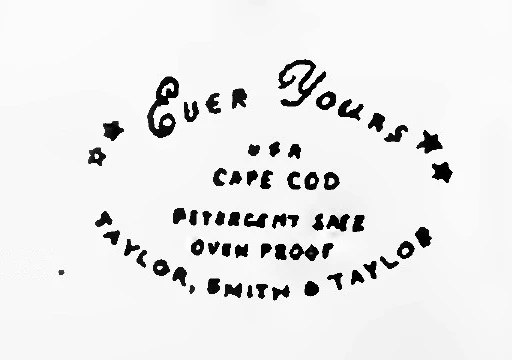 Ever Yours
USA
CAPE COD
DETERGENT SAFE
OVEN PROOF
TAYLOR, SMITH & TAYLOR